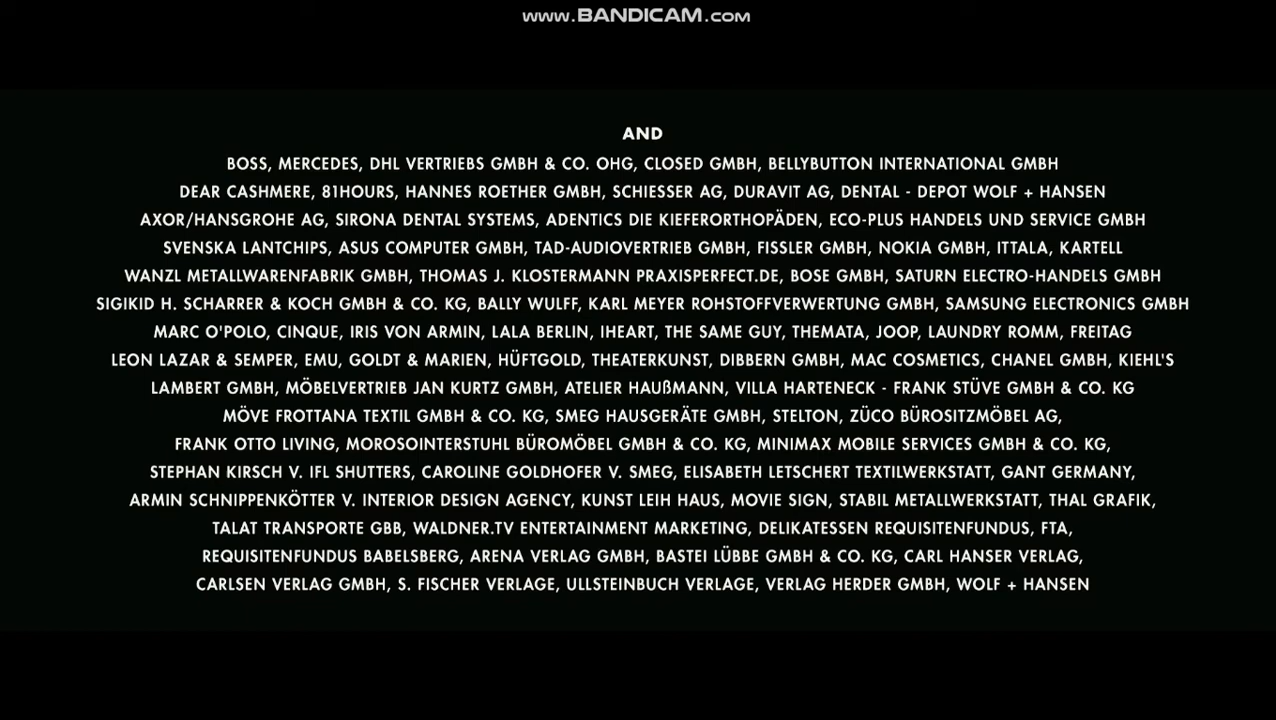 www.BANDICAM.com
AND
BOSS, MERCEDES, DHL VERTRIEBS GMBH & CO. OHG, CLOSED GMBH, BELLYBUTTON INTERNATIONAL GMBH
DEAR CASHMERE, 81HOURS, HANNES ROETHER GMBH, SCHIESSER AG, DURAVIT AG, DENTAL - DEPOT WOLF + HANSEN
AXOR/HANSGROHE AG, SIRONA DENTAL SYSTEMS, ADENTICS DIE KIEFERORTHOPÄDEN, ECO-PLUS HANDELS UND SERVICE GMBH
SVENSKA LANTCHIPS, ASUS COMPUTER GMBH, TAD-AUDIOVERTRIEB GMBH, FISSLER GMBH, NOKIA GMBH, ITTALA, KARTELL
WANZL METALLWARENFABRIK GMBH, THOMAS J. KLOSTERMANN PRAXISPERFECT.DE, BOSE GMBH, SATURN ELECTRO-HANDELS GMBH
SIGIKID H. SCHARRER & KOCH GMBH & CO. KG, BALLY WULFF, KARL MEYER ROHSTOFFVERWERTUNG GMBH, SAMSUNG ELECTRONICS GMBH
MARC O'POLO, CINQUE, IRIS VON ARMIN, LALA BERLIN, IHEART, THE SAME GUY, THEMATA, JOOP, LAUNDRY ROMM, FREITAG
LEON LAZAR & SEMPER, EMU, GOLDT & MARIEN, HÜFTGOLD, THEATERKUNST, DIBBERN GMBH, MAC COSMETICS, CHANEL GMBH, KIEHL'S
LAMBERT GMBH, MÖBELVERTRIEB JAN KURTZ GMBH, ATELIER HAUßMANN, VILLA HARTENECK - FRANK STÜVE GMBH & CO. KG
MÖVE FROTTANA TEXTIL GMBH & CO. KG, SMEG HAUSGERÄTE GMBH, STELTON, ZÜCO BÜROSITZMÖBEL AG,
FRANK OTTO LIVING, MOROSOINTERSTUHL BÜROMÖBEL GMBH & CO. KG, MINIMAX MOBILE SERVICES GMBH & CO. KG,
STEPHAN KIRSCH V. IFL SHUTTERS, CAROLINE GOLDHOFER V. SMEG, ELISABETH LETSCHERT TEXTILWERKSTATT, GANT GERMANY,
ARMIN SCHNIPPENKÖTTER V. INTERIOR DESIGN AGENCY, KUNST LEIH HAUS, MOVIE SIGN, STABIL METALLWERKSTATT, THAL GRAFIK,
TALAT TRANSPORTE GBB, WALDNER.TV ENTERTAINMENT MARKETING, DELIKATESSEN REQUISITENFUNDUS, FTA,
REQUISITENFUNDUS BABELSBERG, ARENA VERLAG GMBH, BASTEI LÜBBE GMBH & CO. KG, CARL HANSER VERLAG,
CARLSEN VERLAG GMBH, S. FISCHER VERLAGE, ULLSTEINBUCH VERLAGE, VERLAG HERDER GMBH, WOLF + HANSEN